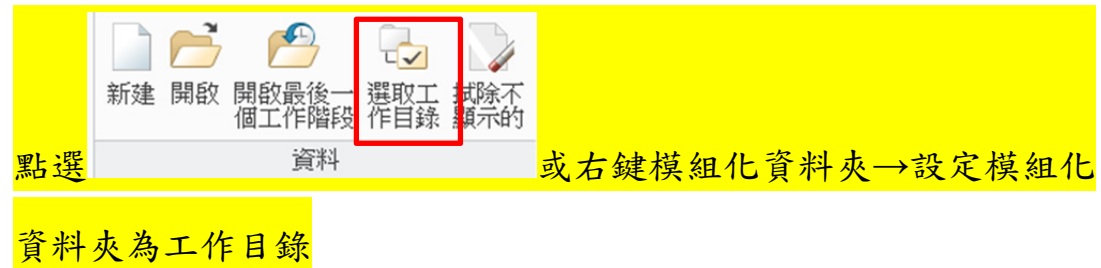 新建 開啟 開啟最後一 選取工 拭除不
個工作階段 作目錄 顯示的
點選 資料 或右鍵模組化資料夾→設定模組化
資料夾為工作目錄